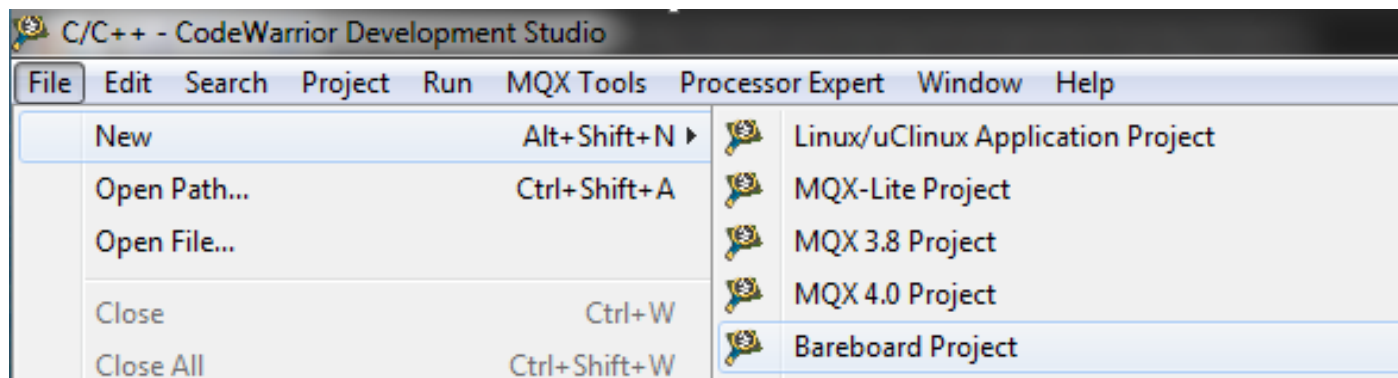 C/C++ - CodeWarrior Development Studio
File Edit Search Project Run MQX Tools Processor Expert Window Help
New Alt+Shift+N
Open Path... Ctrl+Shift+A
Open File...
Close Ctrl+W
Close All Ctrl+Shift+W
Linux/uClinux Application Project
MQX-Lite Project
MQX 3.8 Project
MQX 4.0 Project
Bareboard Project